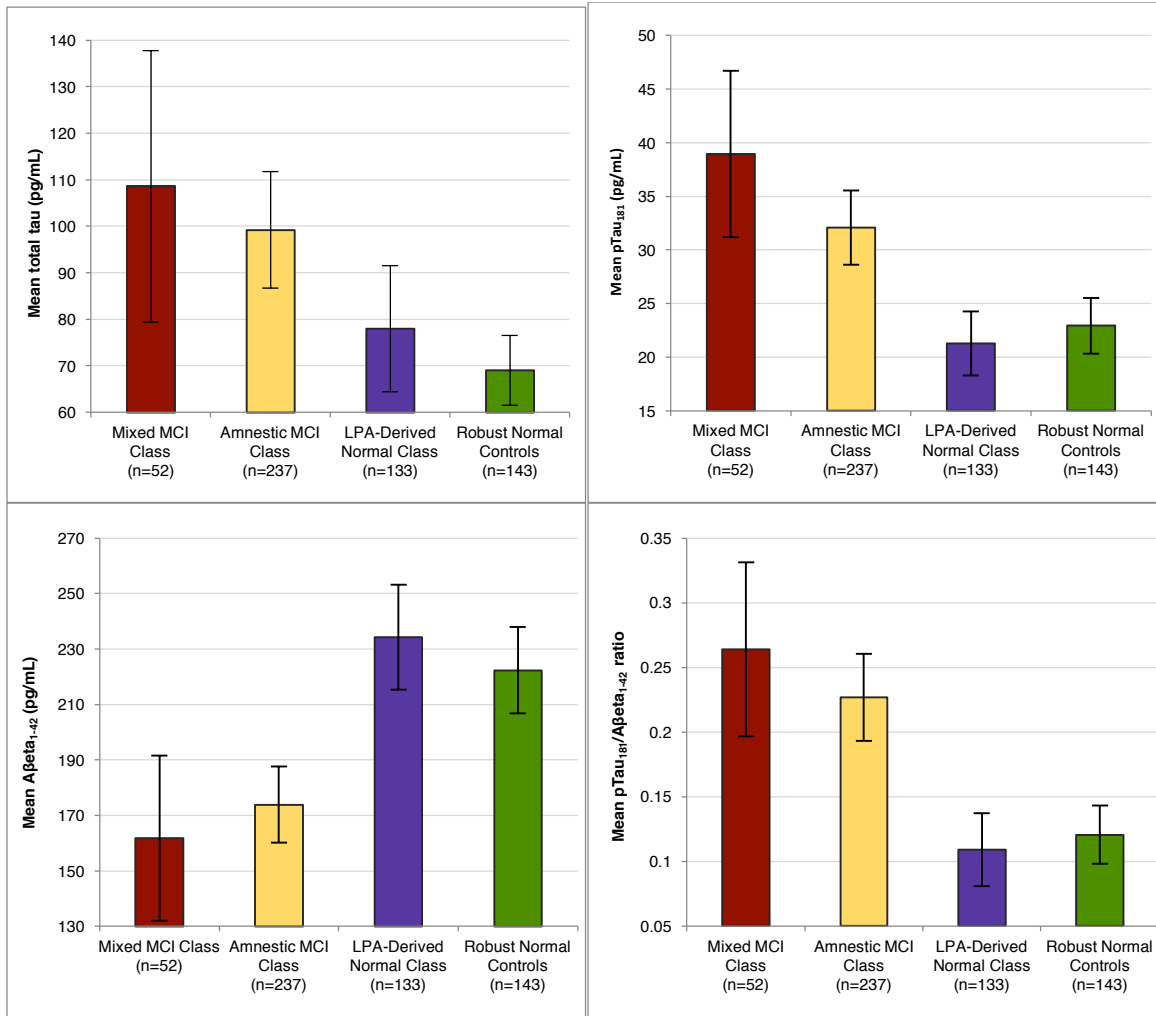 Mean total tau (pg/mL)
140
130
120
110
100
90
80
70
60
Mixed MCI
Class
(n=52)
Amnestic MCI
Class
(n=237)
LPA-Derived
Normal Class
(n=133)
Robust Normal
Controls
(n=143)
Mean pTau₁₈₁ (pg/mL)
50
45
40
35
30
25
20
15
Mixed MCI
Class
(n=52)
Amnestic MCI
Class
(n=237)
LPA-Derived
Normal Class
(n=133)
Robust Normal
Controls
(n=143)
Mean Aβeta₁₋₄₂ (pg/mL)
270
250
230
210
190
170
150
130
Mixed MCI Class
(n=52)
Amnestic MCI
Class
(n=237)
LPA-Derived
Normal Class
(n=133)
Robust Normal
Controls
(n=143)
Mean pTau₁₈₁/Aβeta₁₋₄₂ ratio
0.35
0.3
0.25
0.2
0.15
0.1
0.05
Mixed MCI
Class
(n=52)
Amnestic MCI
Class
(n=237)
LPA-Derived
Normal Class
(n=133)
Robust Normal
Controls
(n=143)